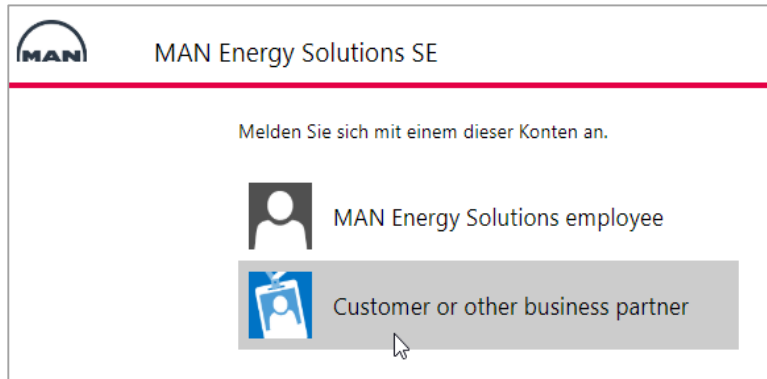 MAN
MAN Energy Solutions SE
Melden Sie sich mit einem dieser Konten an.
MAN Energy Solutions employee
Customer or other business partner